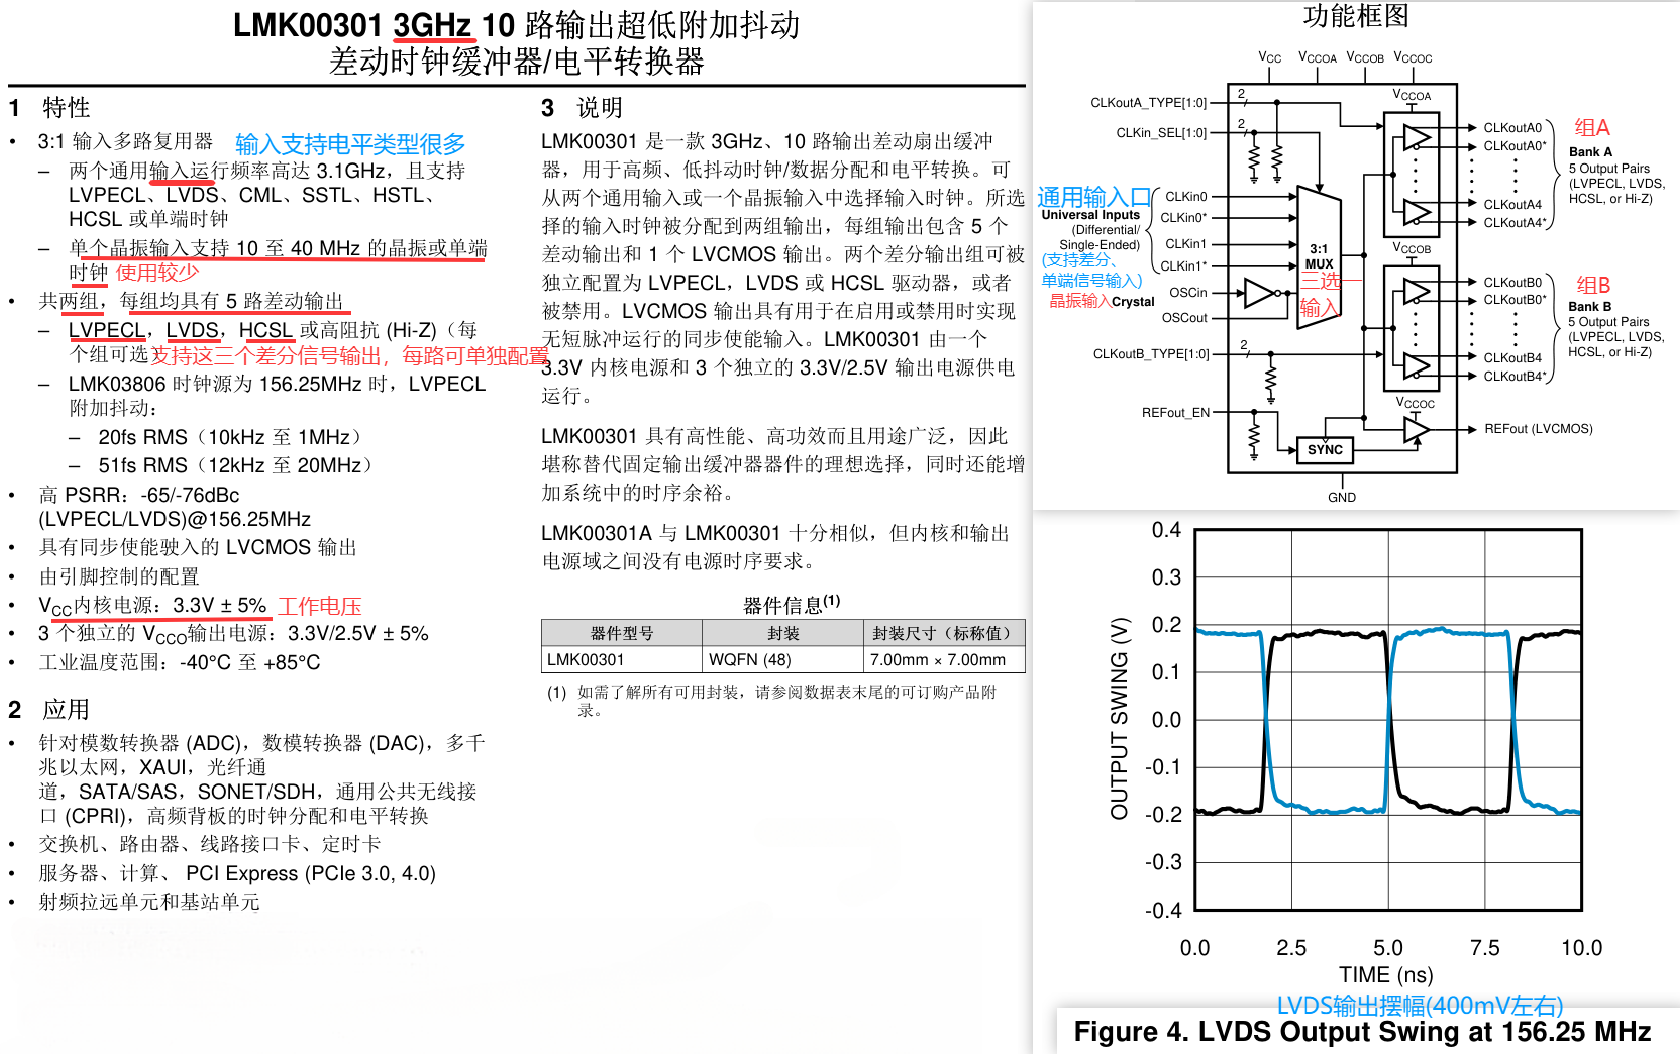 LMK00301 3GHz 10 路输出超低附加抖动
差动时钟缓冲器/电平转换器
1 特性
• 3:1 输入多路复用器 输入支持电平类型很多
– 两个通用输入运行频率高达 3.1GHz，且支持
LVPECL、LVDS、CML、SSTL、HSTL、
HCSL 或单端时钟
– 单个晶振输入支持 10 至 40 MHz 的晶振或单端
时钟 使用较少
• 共两组，每组均具有 5 路差动输出
– LVPECL，LVDS，HCSL 或高阻抗 (Hi-Z)（每
个组可选 支持这三个差分信号输出，每路可单独配置
– LMK03806 时钟源为 156.25MHz 时，LVPECL
附加抖动：
– 20fs RMS（10kHz 至 1MHz）
– 51fs RMS（12kHz 至 20MHz）
• 高 PSRR：-65/-76dBc
(LVPECL/LVDS)@156.25MHz
• 具有同步使能驶入的 LVCMOS 输出
• 由引脚控制的配置
• VCC内核电源：3.3V ± 5% 工作电压
• 3 个独立的 VCCO输出电源：3.3V/2.5V ± 5%
• 工业温度范围：-40°C 至 +85°C
2 应用
• 针对模数转换器 (ADC)，数模转换器 (DAC)，多千
兆以太网，XAUI，光纤通
道，SATA/SAS，SONET/SDH，通用公共无线接
口 (CPRI)，高频背板的时钟分配和电平转换
• 交换机、路由器、线路接口卡、定时卡
• 服务器、计算、 PCI Express (PCIe 3.0, 4.0)
• 射频拉远单元和基站单元
3 说明
LMK00301 是一款 3GHz、10 路输出差动扇出缓冲
器，用于高频、低抖动时钟/数据分配和电平转换。可
从两个通用输入或一个晶振输入中选择输入时钟。所选
择的输入时钟被分配到两组输出，每组输出包含 5 个
差动输出和 1 个 LVCMOS 输出。两个差分输出组可被
独立配置为 LVPECL，LVDS 或 HCSL 驱动器，或者
被禁用。LVCMOS 输出具有用于在启用或禁用时实现
无短脉冲运行的同步使能输入。LMK00301 由一个
3.3V 内核电源和 3 个独立的 3.3V/2.5V 输出电源供电
运行。
LMK00301 具有高性能、高功效而且用途广泛，因此
堪称替代固定输出缓冲器器件的理想选择，同时还能增
加系统中的时序余裕。
LMK00301A 与 LMK00301 十分相似，但内核和输出
电源域之间没有电源时序要求。
器件信息(1)
器件型号 封装 封装尺寸（标称值）
LMK00301 WQFN (48) 7.00mm × 7.00mm
(1) 如需了解所有可用封装，请参阅数据表末尾的可订购产品附
录。
功能框图
VCC VCCOA VCCOB VCCOC
CLKoutA_TYPE[1:0] 2
CLKin_SEL[1:0] 2
VCCOA
CLKoutA0
CLKoutA0*
CLKoutA4
CLKoutA4*
组A
Bank A
5 Output Pairs
(LVPECL, LVDS,
HCSL, or Hi-Z)
通用输入口
Universal Inputs
(Differential/
Single-Ended)
(支持差分、
单端信号输入)
晶振输入Crystal
CLKin0
CLKin0*
CLKin1
CLKin1*
OSCin
OSCout
3:1
MUX
三选一
输入
VCCOB
CLKoutB0
CLKoutB0*
CLKoutB4
CLKoutB4*
组B
Bank B
5 Output Pairs
(LVPECL, LVDS,
HCSL, or Hi-Z)
CLKoutB_TYPE[1:0] 2
REFout_EN
VCCOC
SYNC
REFout (LVCMOS)
GND
0.4
0.3
0.2
0.1
0.0
-0.1
-0.2
-0.3
-0.4
OUTPUT SWING (V)
0.0 2.5 5.0 7.5 10.0
TIME (ns)
LVDS输出摆幅(400mV左右)
Figure 4. LVDS Output Swing at 156.25 MHz